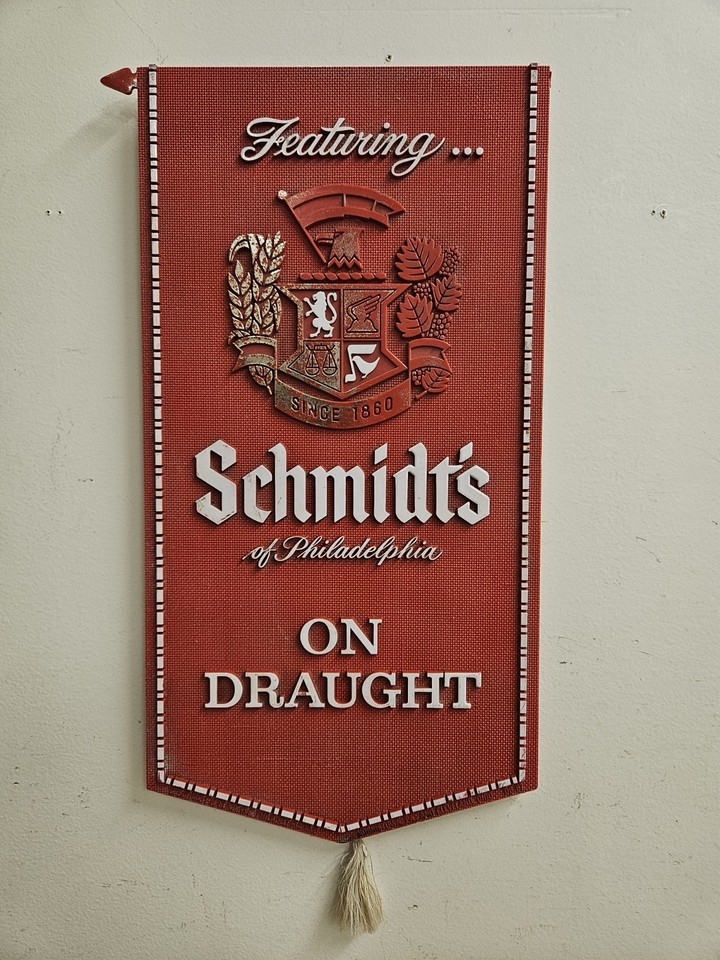 Featuring...
SINCE 1860
Schmidt's
of Philadelphia
ON
DRAUGHT